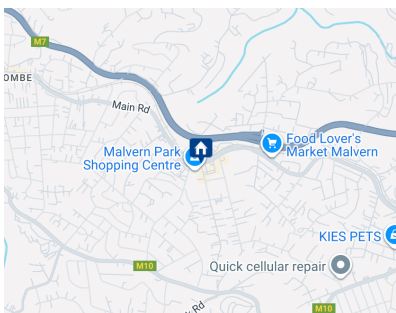 M7
OMBE
Main Rd
Malvern Park
Shopping Centre
Food Lover's
Market Malvern
KIES PETS
M10
Quick cellular repair
Rd
M10